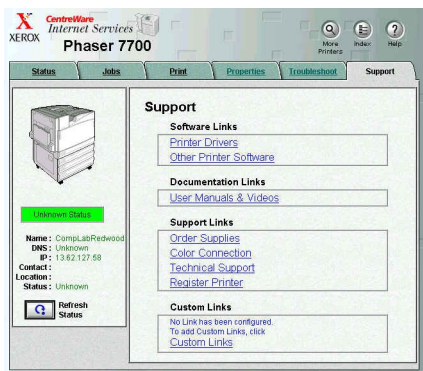 X
CentreWare
Internet Services
XEROX
Phaser 7700
More Printers
Index
Help
Status
Jobs
Print
Properties
Troubleshoot
Support
Unknown Status
Name: CompLabRedwood
DNS: Unknown
IP: 13.62.127.58
Contact:
Location:
Status: Unknown
Refresh
Status
Support
Software Links
Printer Drivers
Other Printer Software
Documentation Links
User Manuals & Videos
Support Links
Order Supplies
Color Connection
Technical Support
Register Printer
Custom Links
No Link has been configured.
To add Custom Links, click
Custom Links